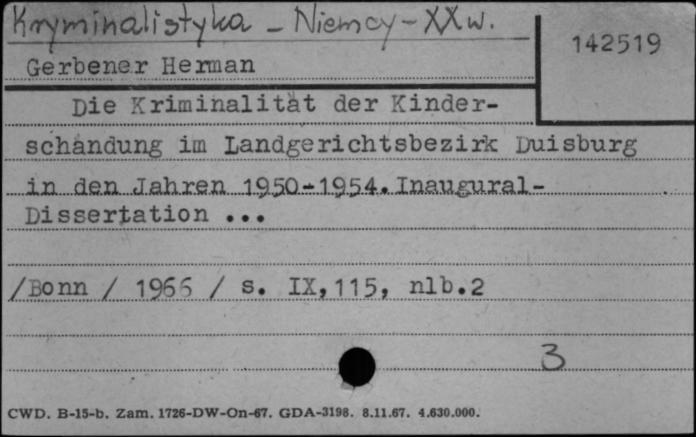 Kryminalistyka - Niemcy - XX w.
142519
Gerbener Herman
Die Kriminalität der Kinder-
schändung im Landgerichtsbezirk Duisburg
in den Jahren 1950-1954. Inaugural-
Dissertation ...
/Bonn / 1966 / s. IX,115, nlb.2
3
CWD. B-15-b. Zam. 1726-DW-On-67. GDA-3198. 8.11.67. 4.630.000.